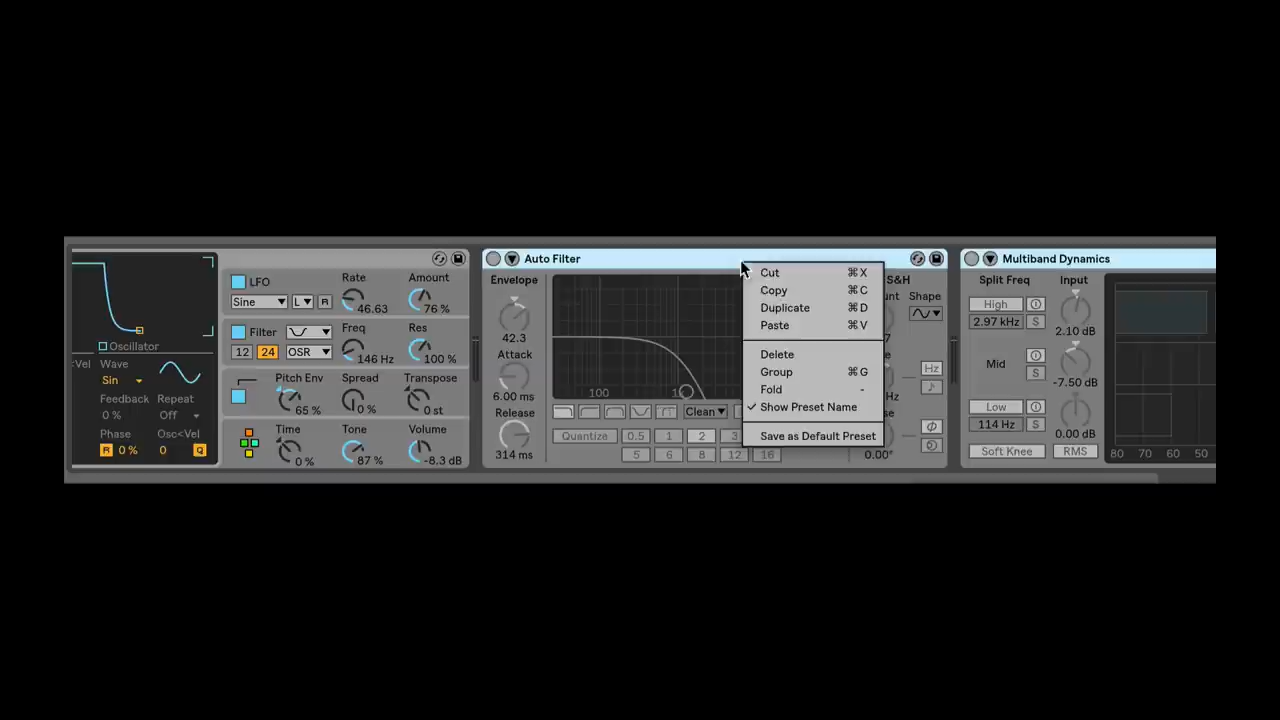 LFO
Rate
Amount
Sine
L
R
46.63
76 %
Filter
Freq
Res
12
24
OSR
146 Hz
100 %
Oscillator
Wave
Sin
Feedback
Repeat
0 %
Off
Phase
Osc<Vel
R
0 %
0
Q
Pitch Env
Spread
Transpose
65 %
0 %
0 st
Time
Tone
Volume
0 %
87 %
-8.3 dB
Auto Filter
Envelope
42.3
Attack
6.00 ms
Release
314 ms
100
Clean
Quantize
0.5
1
2
3
5
6
8
12
16
Cut ⌘X
Copy ⌘C
Duplicate ⌘D
Paste ⌘V
Delete
Group ⌘G
Fold -
✓ Show Preset Name
Save as Default Preset
S&H
Shape
Hz
0.00°
Multiband Dynamics
Split Freq
Input
High
2.97 kHz
S
2.10 dB
Mid
S
-7.50 dB
Low
114 Hz
S
0.00 dB
Soft Knee
RMS
80 70 60 50